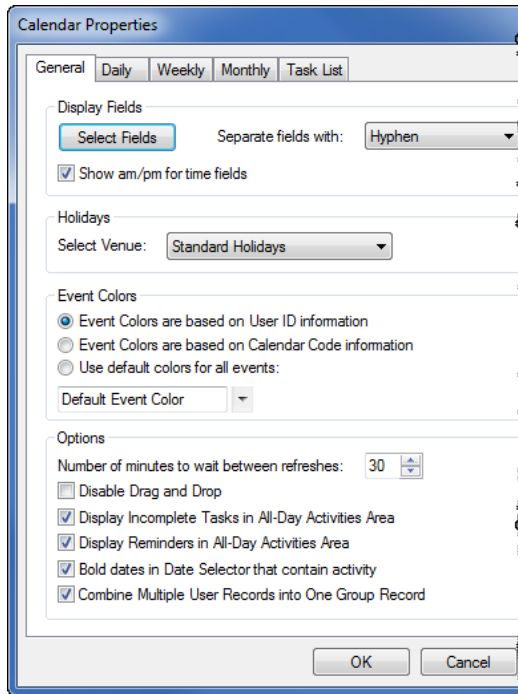 Calendar Properties
General Daily Weekly Monthly Task List
Display Fields
Select Fields Separate fields with: Hyphen
Show am/pm for time fields
Holidays
Select Venue: Standard Holidays
Event Colors
Event Colors are based on User ID information
Event Colors are based on Calendar Code information
Use default colors for all events:
Default Event Color
Options
Number of minutes to wait between refreshes: 30
Disable Drag and Drop
Display Incomplete Tasks in All-Day Activities Area
Display Reminders in All-Day Activities Area
Bold dates in Date Selector that contain activity
Combine Multiple User Records into One Group Record
OK Cancel